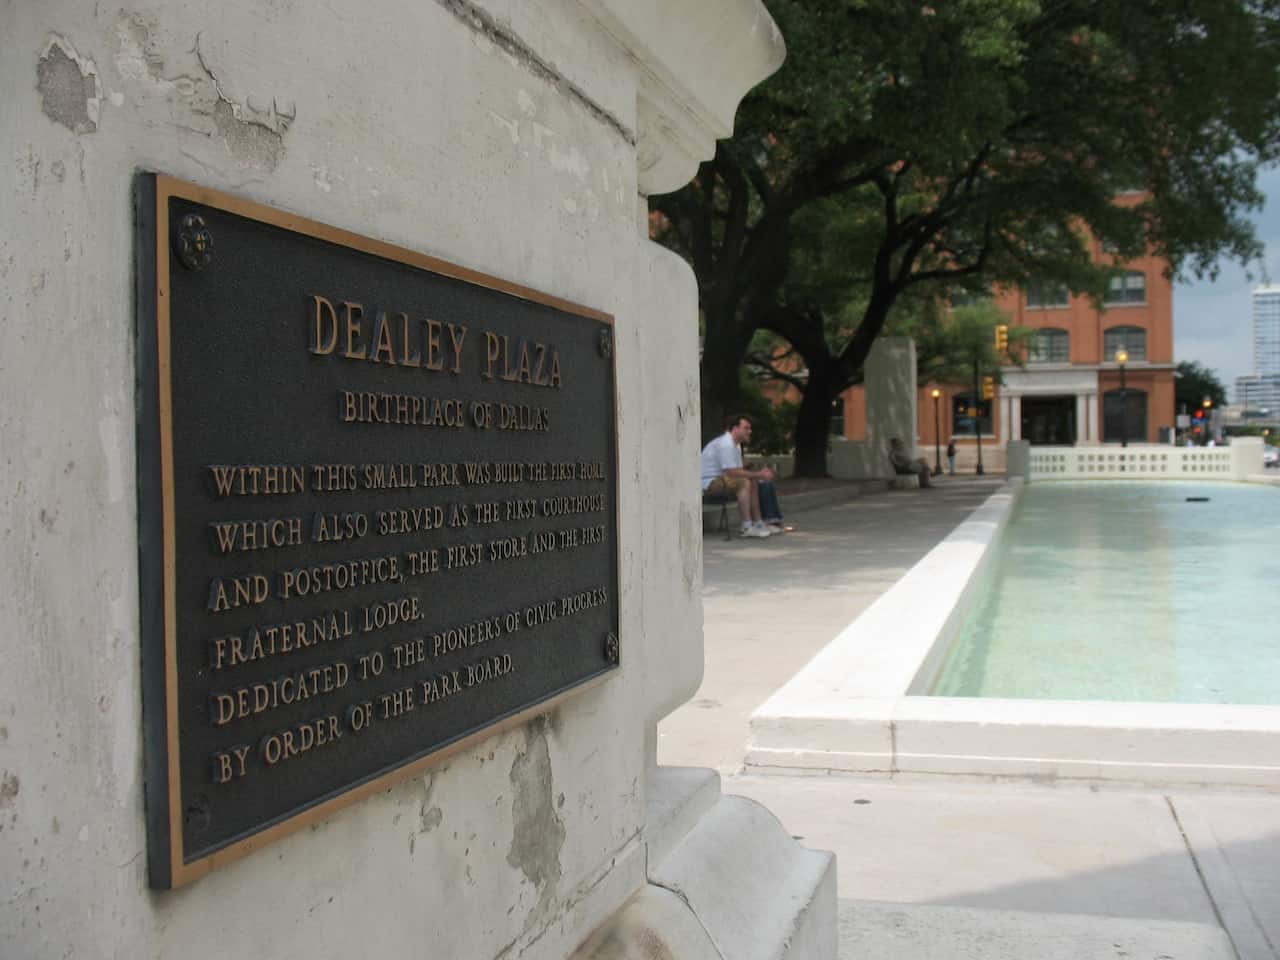 DEALEY PLAZA
BIRTHPLACE OF DALLAS
WITHIN THIS SMALL PARK WAS BUILT THE FIRST HOME
WHICH ALSO SERVED AS THE FIRST COURTHOUSE
AND POSTOFFICE, THE FIRST STORE AND THE FIRST
FRATERNAL LODGE.
DEDICATED TO THE PIONEERS OF CIVIC PROGRESS
BY ORDER OF THE PARK BOARD.